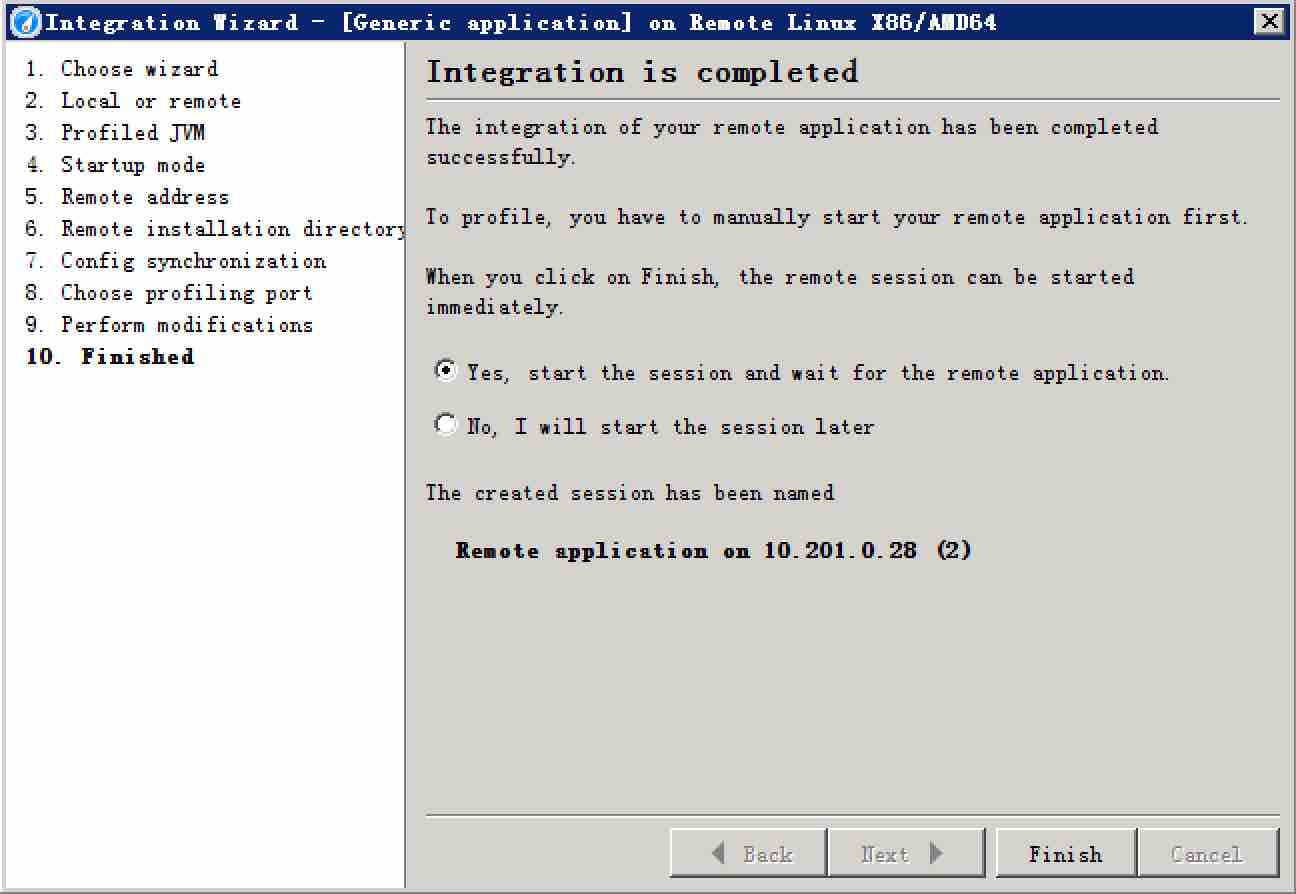 Integration Wizard - [Generic application] on Remote Linux X86/AMD64
1. Choose wizard
2. Local or remote
3. Profiled JVM
4. Startup mode
5. Remote address
6. Remote installation directory
7. Config synchronization
8. Choose profiling port
9. Perform modifications
10. Finished
Integration is completed
The integration of your remote application has been completed
successfully.
To profile, you have to manually start your remote application first.
When you click on Finish, the remote session can be started
immediately.
Yes, start the session and wait for the remote application.
No, I will start the session later
The created session has been named
Remote application on 10.201.0.28 (2)
Back
Next
Finish
Cancel